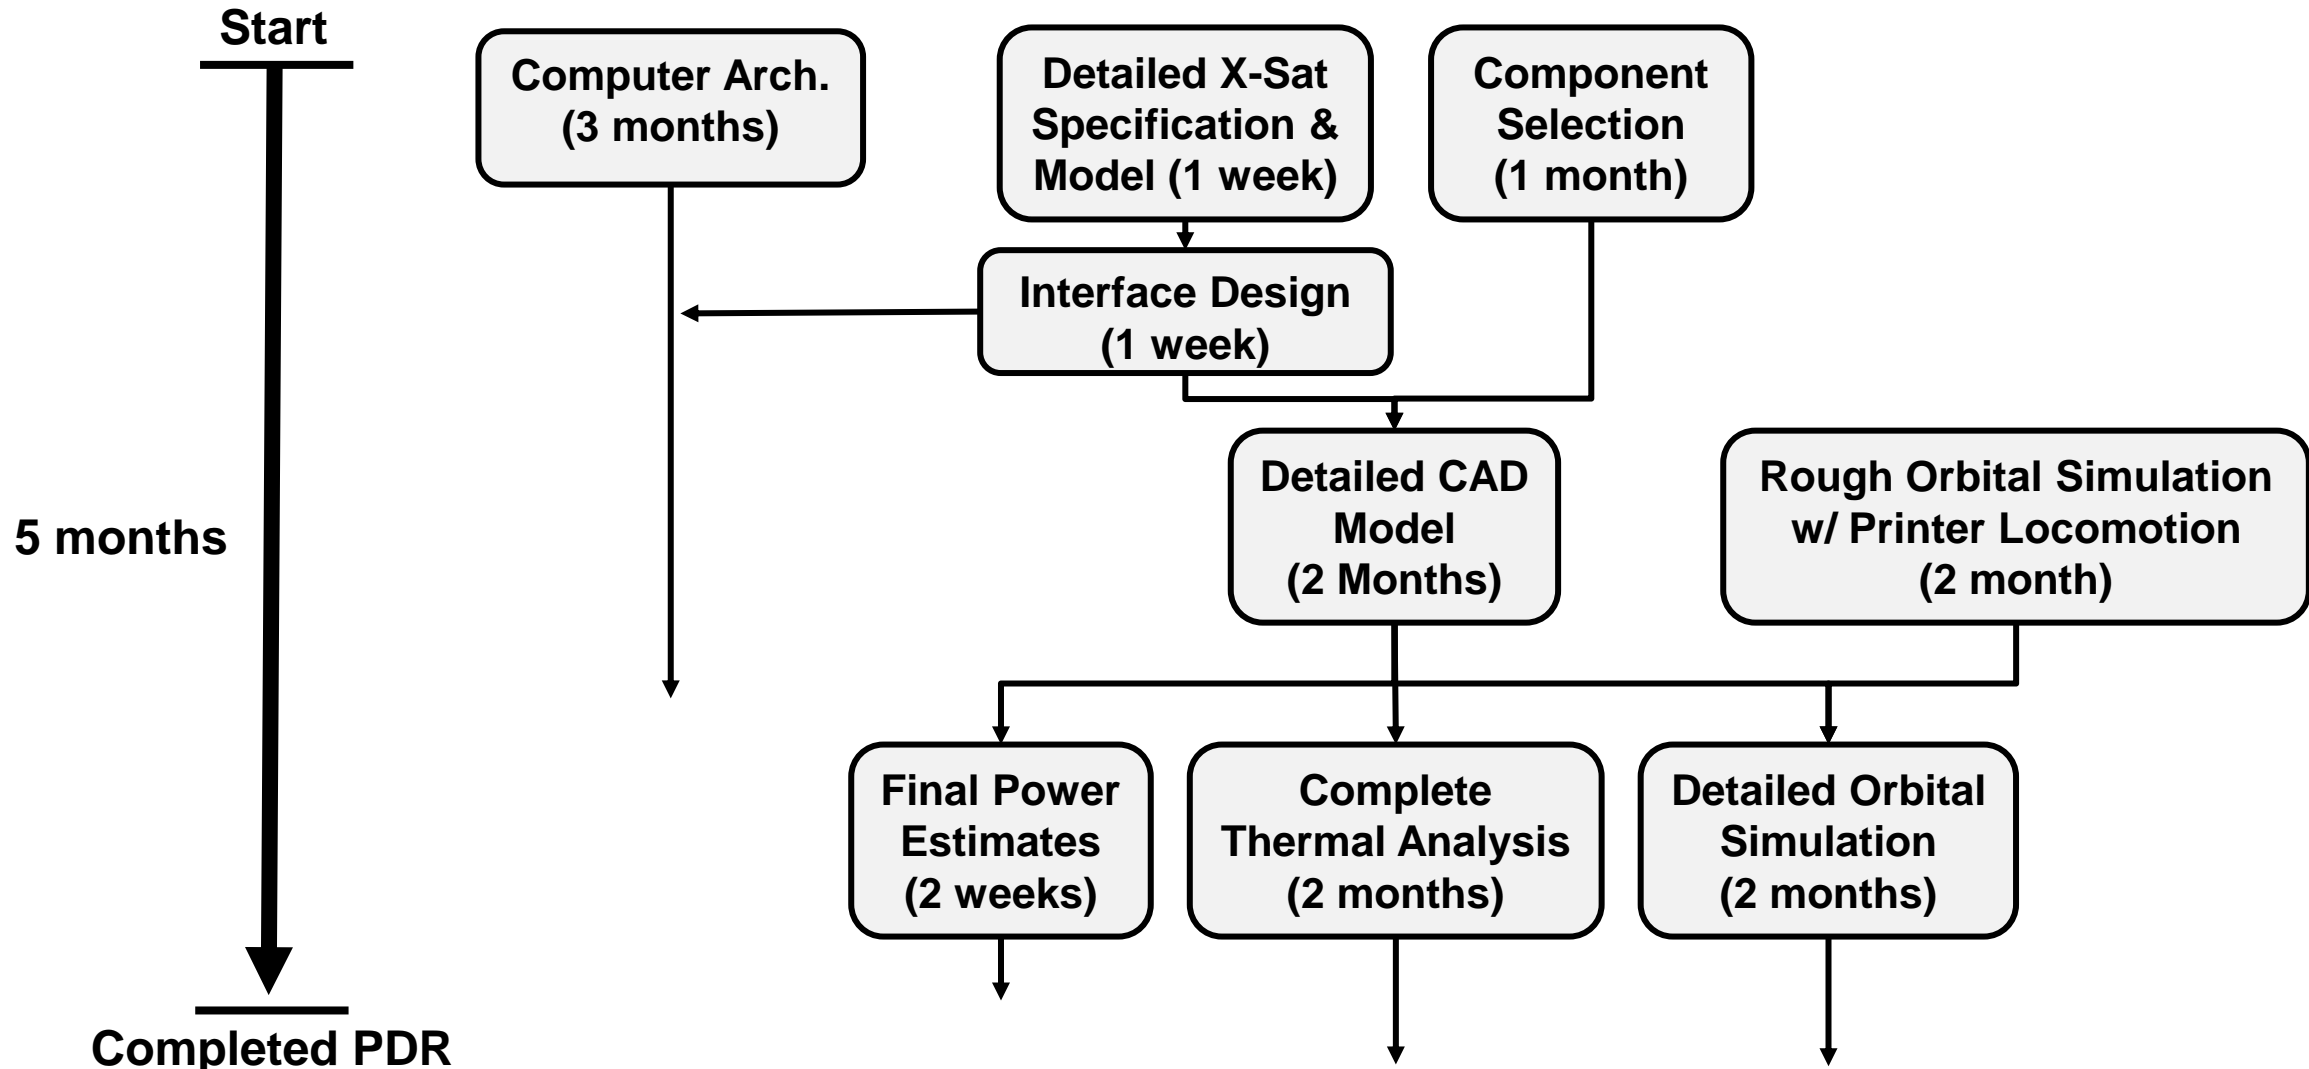 Start
Computer Arch.
(3 months)
Detailed X-Sat
Specification &
Model (1 week)
Component
Selection
(1 month)
Interface Design
(1 week)
5 months
Detailed CAD
Model
(2 Months)
Rough Orbital Simulation
w/ Printer Locomotion
(2 month)
Final Power
Estimates
(2 weeks)
Complete
Thermal Analysis
(2 months)
Detailed Orbital
Simulation
(2 months)
Completed PDR